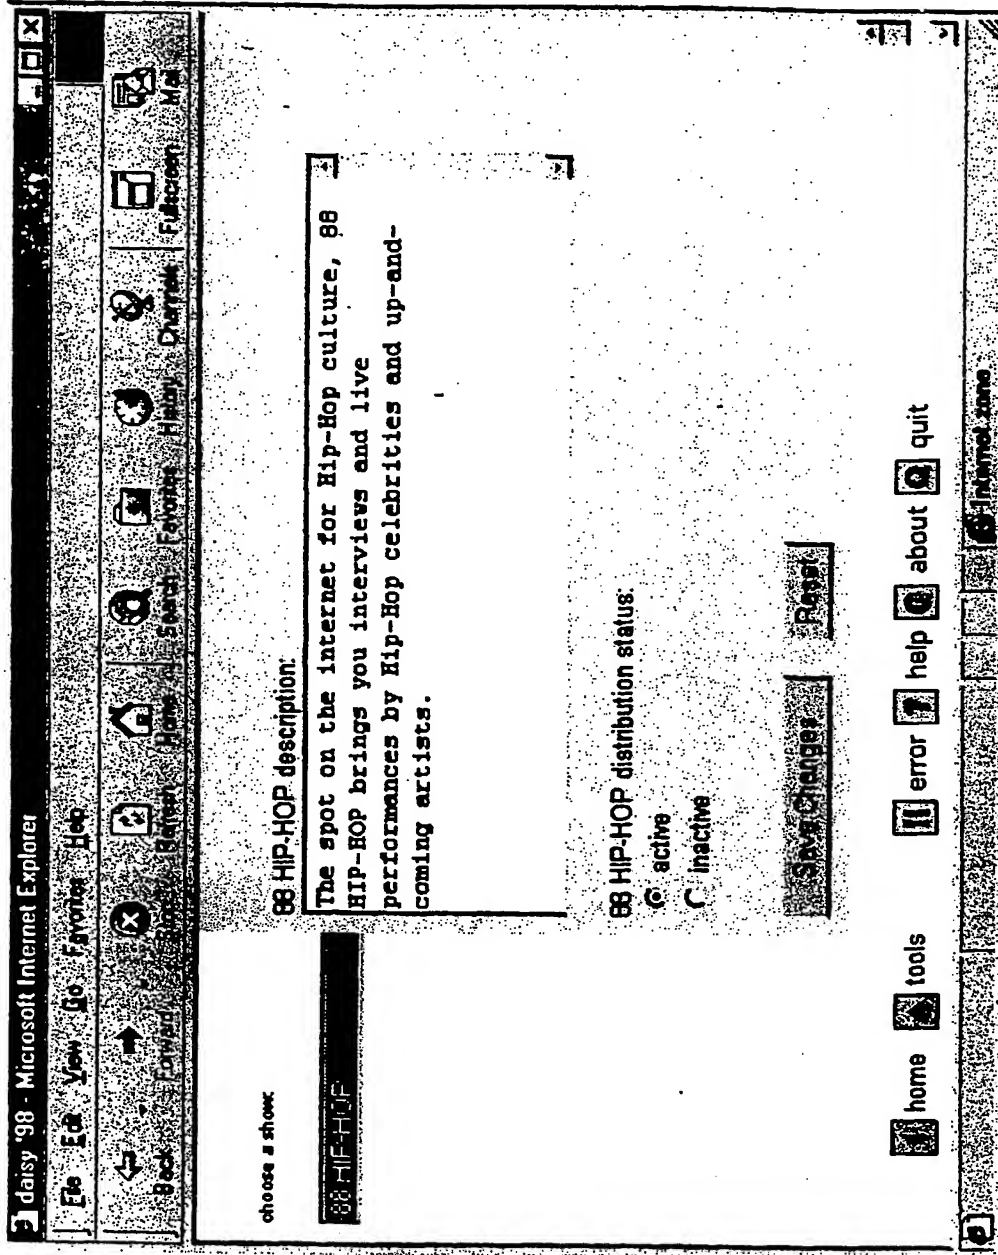 daisy '98 - Microsoft Internet Explorer
File Edit View Go Favorites Help
Back Forward Stop Refresh Home Search Favorites History Channels Fullscreen Mail
choose a show:
88 HIP-HOP
88 HIP-HOP description:
The spot on the internet for Hip-Hop culture, 88
HIP-HOP brings you interviews and live
performances by Hip-Hop celebrities and up-and-
coming artists.
88 HIP-HOP distribution status:
active
inactive
Save Changes Reset
home tools error help about quit
Internet zone